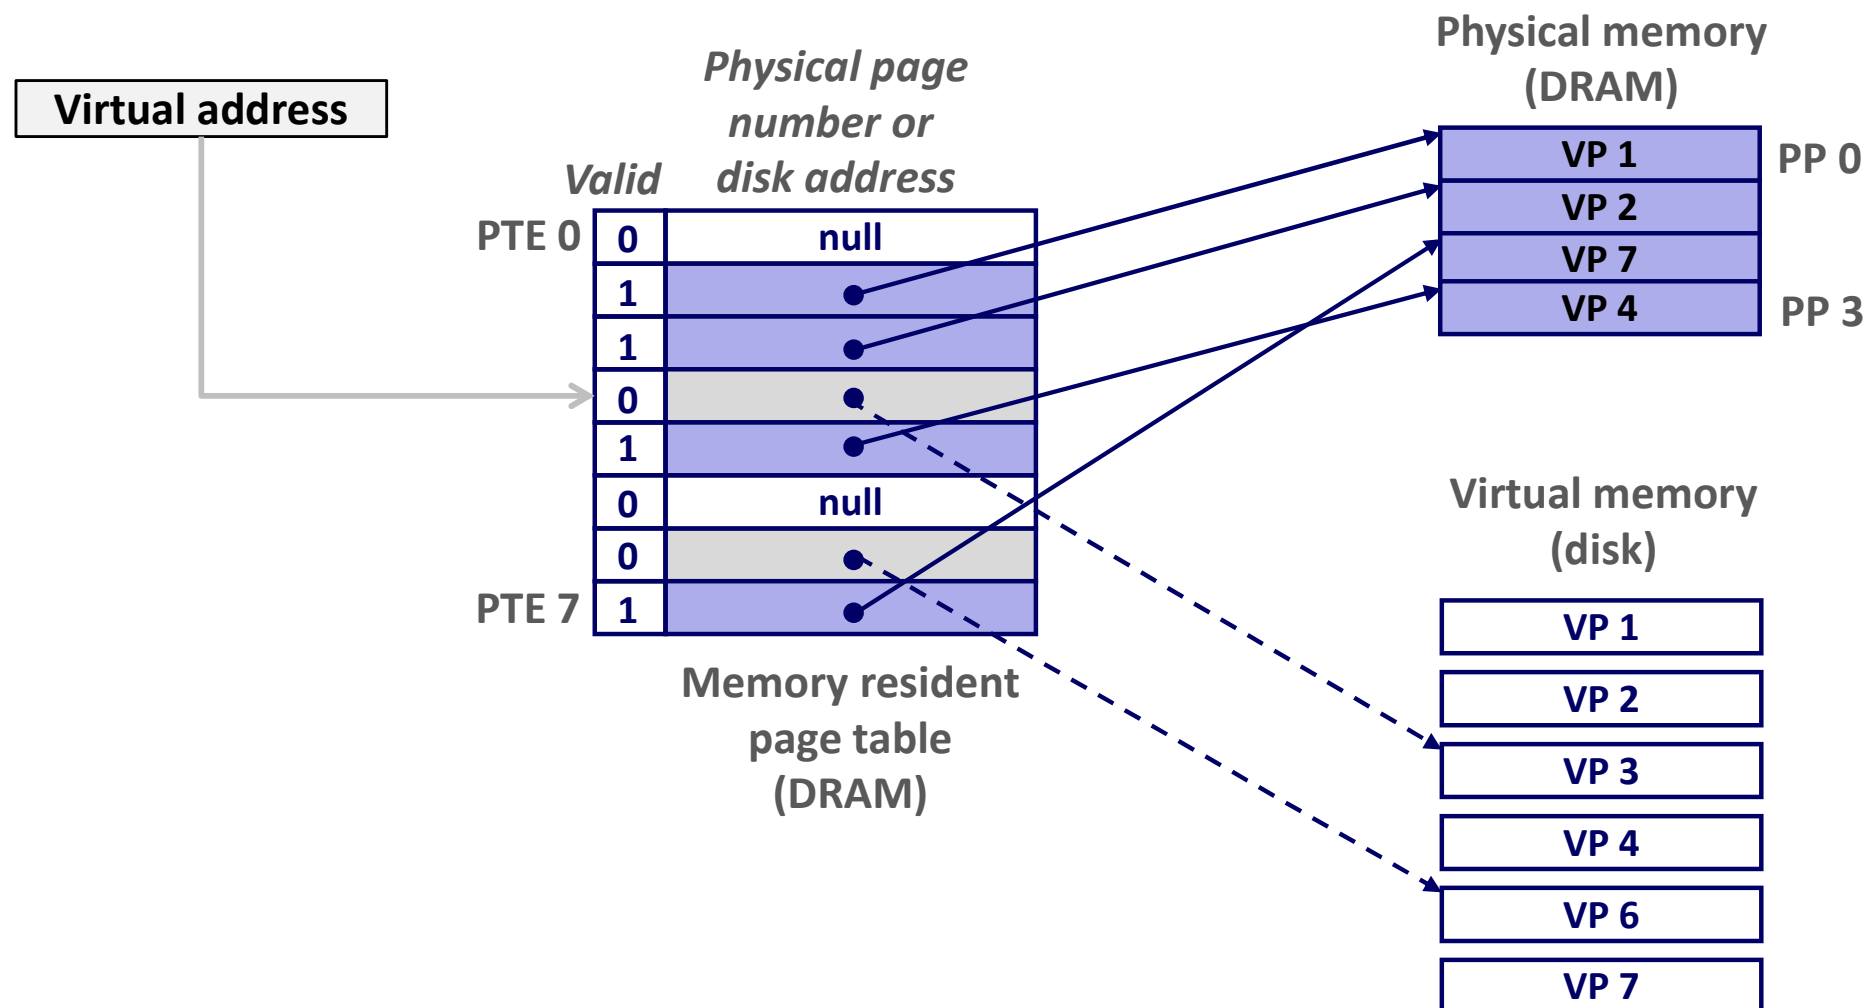 Virtual address
Physical page
number or
disk address
Valid
PTE 0
0
null
1
1
0
1
0
null
0
PTE 7
1
Memory resident
page table
(DRAM)
Physical memory
(DRAM)
VP 1
PP 0
VP 2
VP 7
VP 4
PP 3
Virtual memory
(disk)
VP 1
VP 2
VP 3
VP 4
VP 6
VP 7